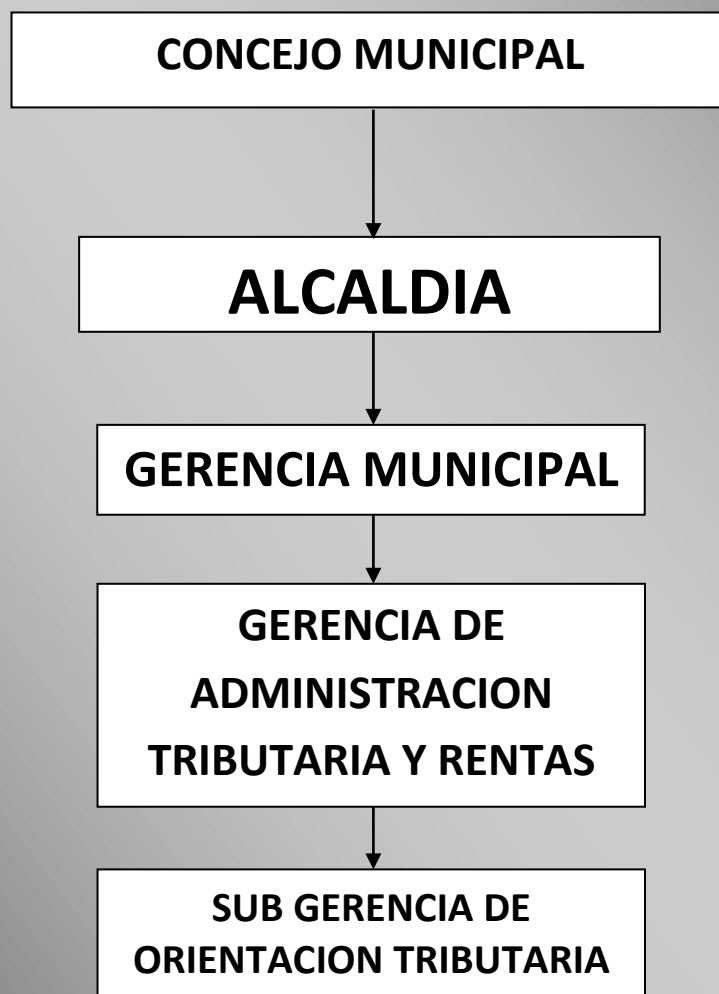 CONCEJO MUNICIPAL
ALCALDIA
GERENCIA MUNICIPAL
GERENCIA DE
ADMINISTRACION
TRIBUTARIA Y RENTAS
SUB GERENCIA DE
ORIENTACION TRIBUTARIA